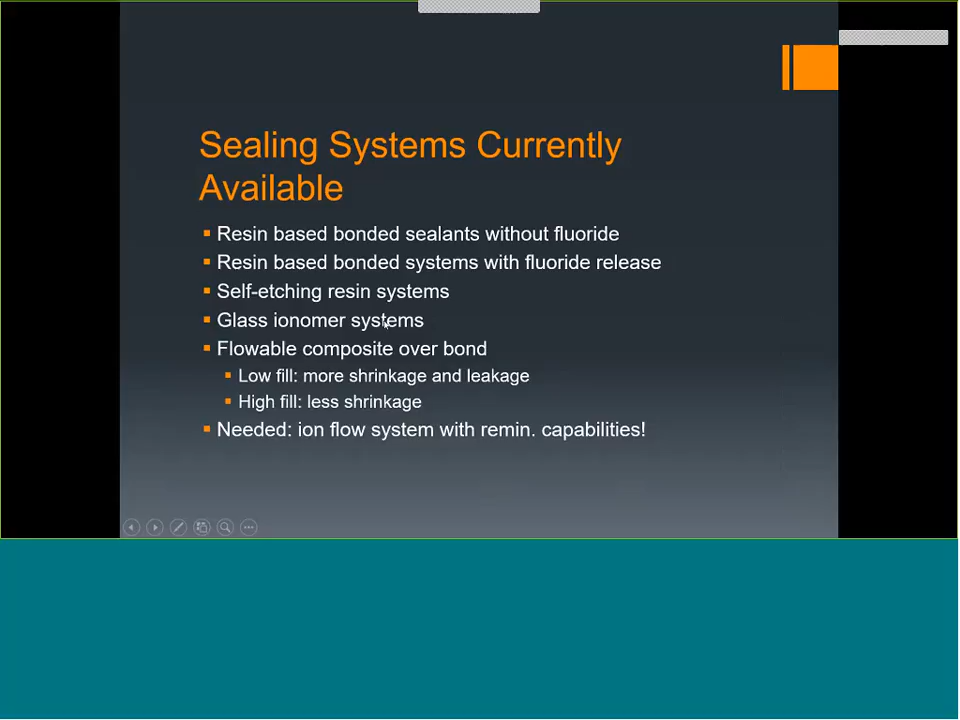 Sealing Systems Currently
Available
Resin based bonded sealants without fluoride
Resin based bonded systems with fluoride release
Self-etching resin systems
Glass ionomer systems
Flowable composite over bond
Low fill: more shrinkage and leakage
High fill: less shrinkage
Needed: ion flow system with remin. capabilities!